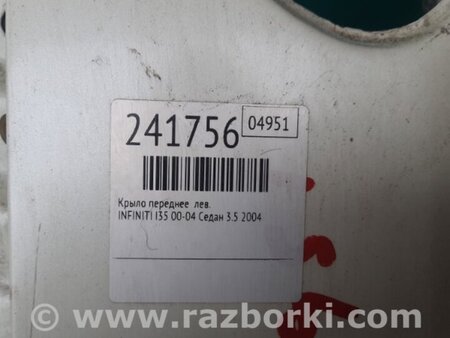 241756
04951
Крыло переднее лев.
INFINITI I35 00-04 Седан 3.5 2004
www.razborki.com